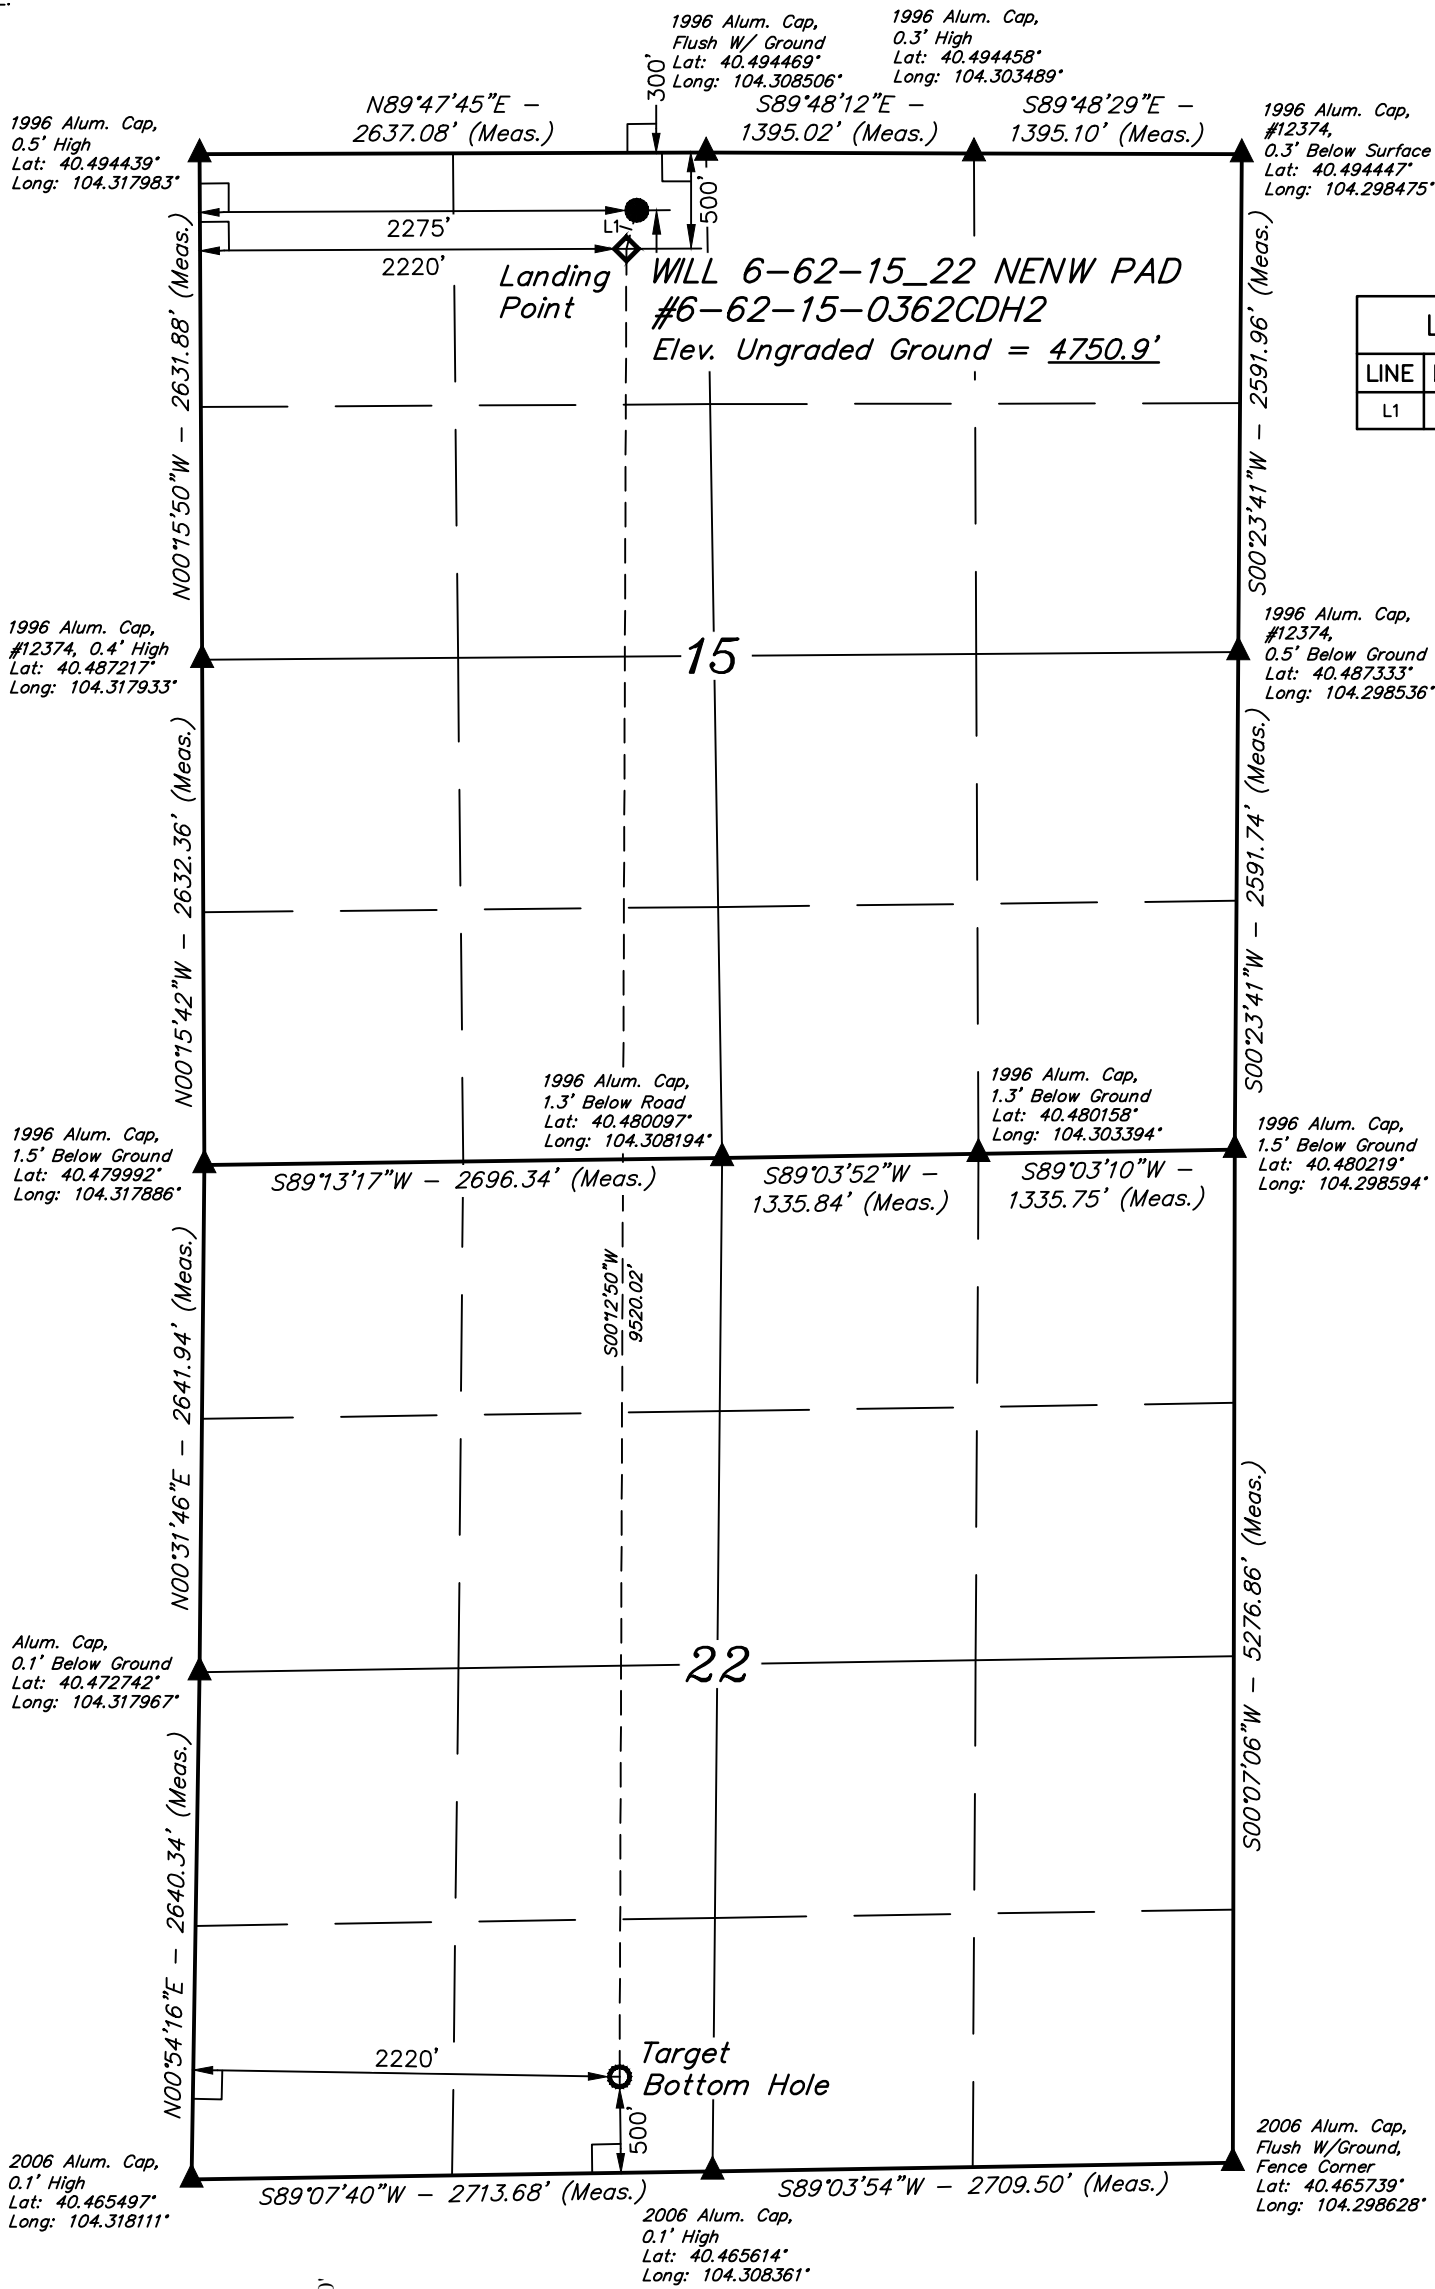 1996 Alum. Cap,
Flush W/ Ground
Lat: 40.494469°
Long: 104.308506°
1996 Alum. Cap,
0.3' High
Lat: 40.494458°
Long: 104.303489°
300'
N89°47'45"E –
2637.08' (Meas.)
S89°48'12"E –
1395.02' (Meas.)
S89°48'29"E –
1395.10' (Meas.)
1996 Alum. Cap,
0.5' High
Lat: 40.494439°
Long: 104.317983°
1996 Alum. Cap,
#12374,
0.3' Below Surface
Lat: 40.494447°
Long: 104.298475°
500'
2275'
L1
2220'
Landing
Point
WILL 6-62-15_22 NENW PAD
#6-62-15-0362CDH2
Elev. Ungraded Ground = 4750.9'
LINE
L1
N00°15'50"W – 2631.88' (Meas.)
S00°23'41"W – 2591.96' (Meas.)
1996 Alum. Cap,
#12374, 0.4' High
Lat: 40.487217°
Long: 104.317933°
15
1996 Alum. Cap,
#12374,
0.5' Below Ground
Lat: 40.487333°
Long: 104.298536°
N00°15'42"W – 2632.36' (Meas.)
S00°23'41"W – 2591.74' (Meas.)
1996 Alum. Cap,
1.3' Below Road
Lat: 40.480097°
Long: 104.308194°
1996 Alum. Cap,
1.3' Below Ground
Lat: 40.480158°
Long: 104.303394°
1996 Alum. Cap,
1.5' Below Ground
Lat: 40.479992°
Long: 104.317886°
1996 Alum. Cap,
1.5' Below Ground
Lat: 40.480219°
Long: 104.298594°
S89°13'17"W – 2696.34' (Meas.)
S89°03'52"W –
1335.84' (Meas.)
S89°03'10"W –
1335.75' (Meas.)
S00°12'50"W
9520.02'
N00°31'46"E – 2641.94' (Meas.)
S00°07'06"W – 5276.86' (Meas.)
Alum. Cap,
0.1' Below Ground
Lat: 40.472742°
Long: 104.317967°
22
N00°54'16"E – 2640.34' (Meas.)
2220'
Target
Bottom Hole
500'
2006 Alum. Cap,
0.1' High
Lat: 40.465497°
Long: 104.318111°
S89°07'40"W – 2713.68' (Meas.)
S89°03'54"W – 2709.50' (Meas.)
2006 Alum. Cap,
Flush W/Ground,
Fence Corner
Lat: 40.465739°
Long: 104.298628°
2006 Alum. Cap,
0.1' High
Lat: 40.465614°
Long: 104.308361°